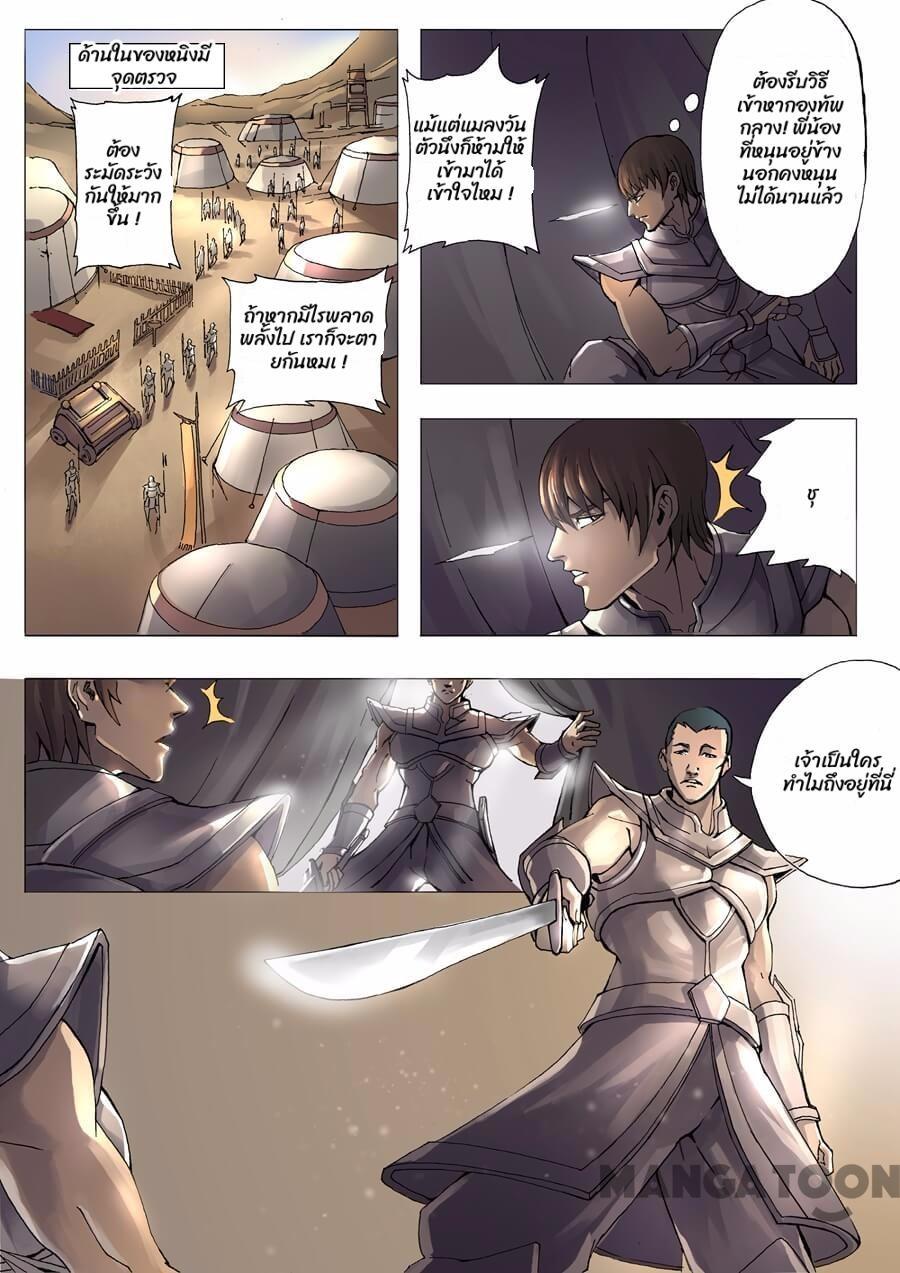 ด้านในของหนิงมี
จุดตรวจ
ต้อง
ระมัดระวัง
กันให้มาก
ขึ้น !
ถ้าหากมีไรพลาด
พลั้งไป เราก็จะตา
ยกันหมเ !
แม้แต่แมลงวัน
ตัวนึงก็ห้ามให้
เข้ามาได้
เข้าใจไหม !
ต้องรีบวิธี
เข้าหากองทัพ
กลาง! พี่น้อง
ที่หนุนอยู่ข้าง
นอกคงหนุน
ไม่ได้นานแล้ว
ชุ
เจ้าเป็นใคร
ทำไมถึงอยู่ที่นี่
MANGATOON